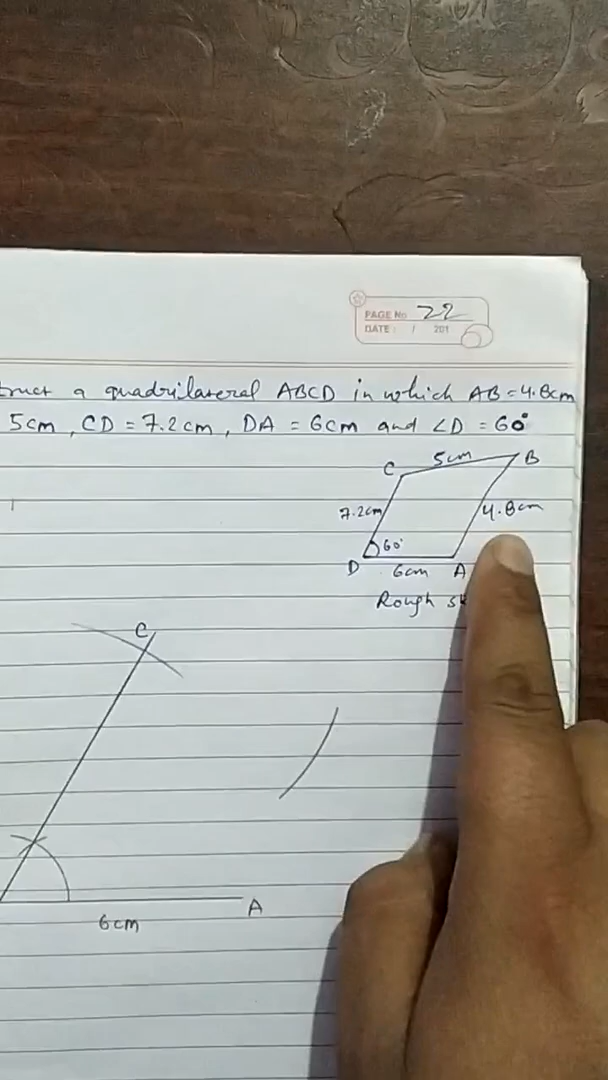 PAGE No 22
DATE: / 201
truct a quadrilateral ABCD in which AB = 4.8cm
5cm, CD = 7.2cm, DA = 6cm and ∠D = 60°
C 5cm B
7.2cm 4.8cm
60°
D 6cm A
Rough
C
A
6cm